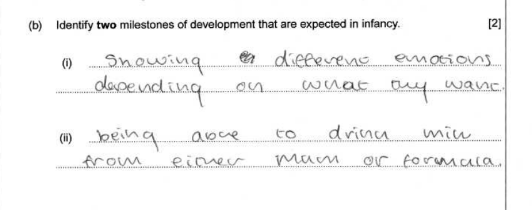 (b) Identify two milestones of development that are expected in infancy. [2]
(i) Showing different emotions
depending on what they want.
(ii) being able to drink milk
from either mum or formula.